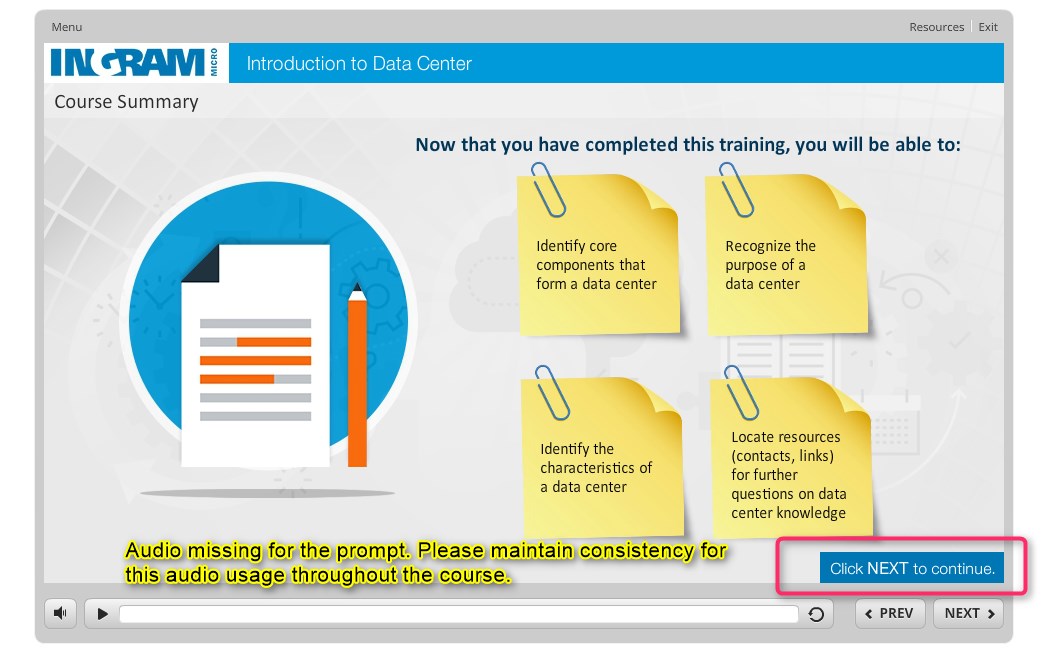 Menu
Resources
Exit
INGRAM MICRO
Introduction to Data Center
Course Summary
Now that you have completed this training, you will be able to:
Identify core
components that
form a data center
Recognize the
purpose of a
data center
Identify the
characteristics of
a data center
Locate resources
(contacts, links)
for further
questions on data
center knowledge
Audio missing for the prompt. Please maintain consistency for
this audio usage throughout the course.
Click NEXT to continue.
PREV
NEXT